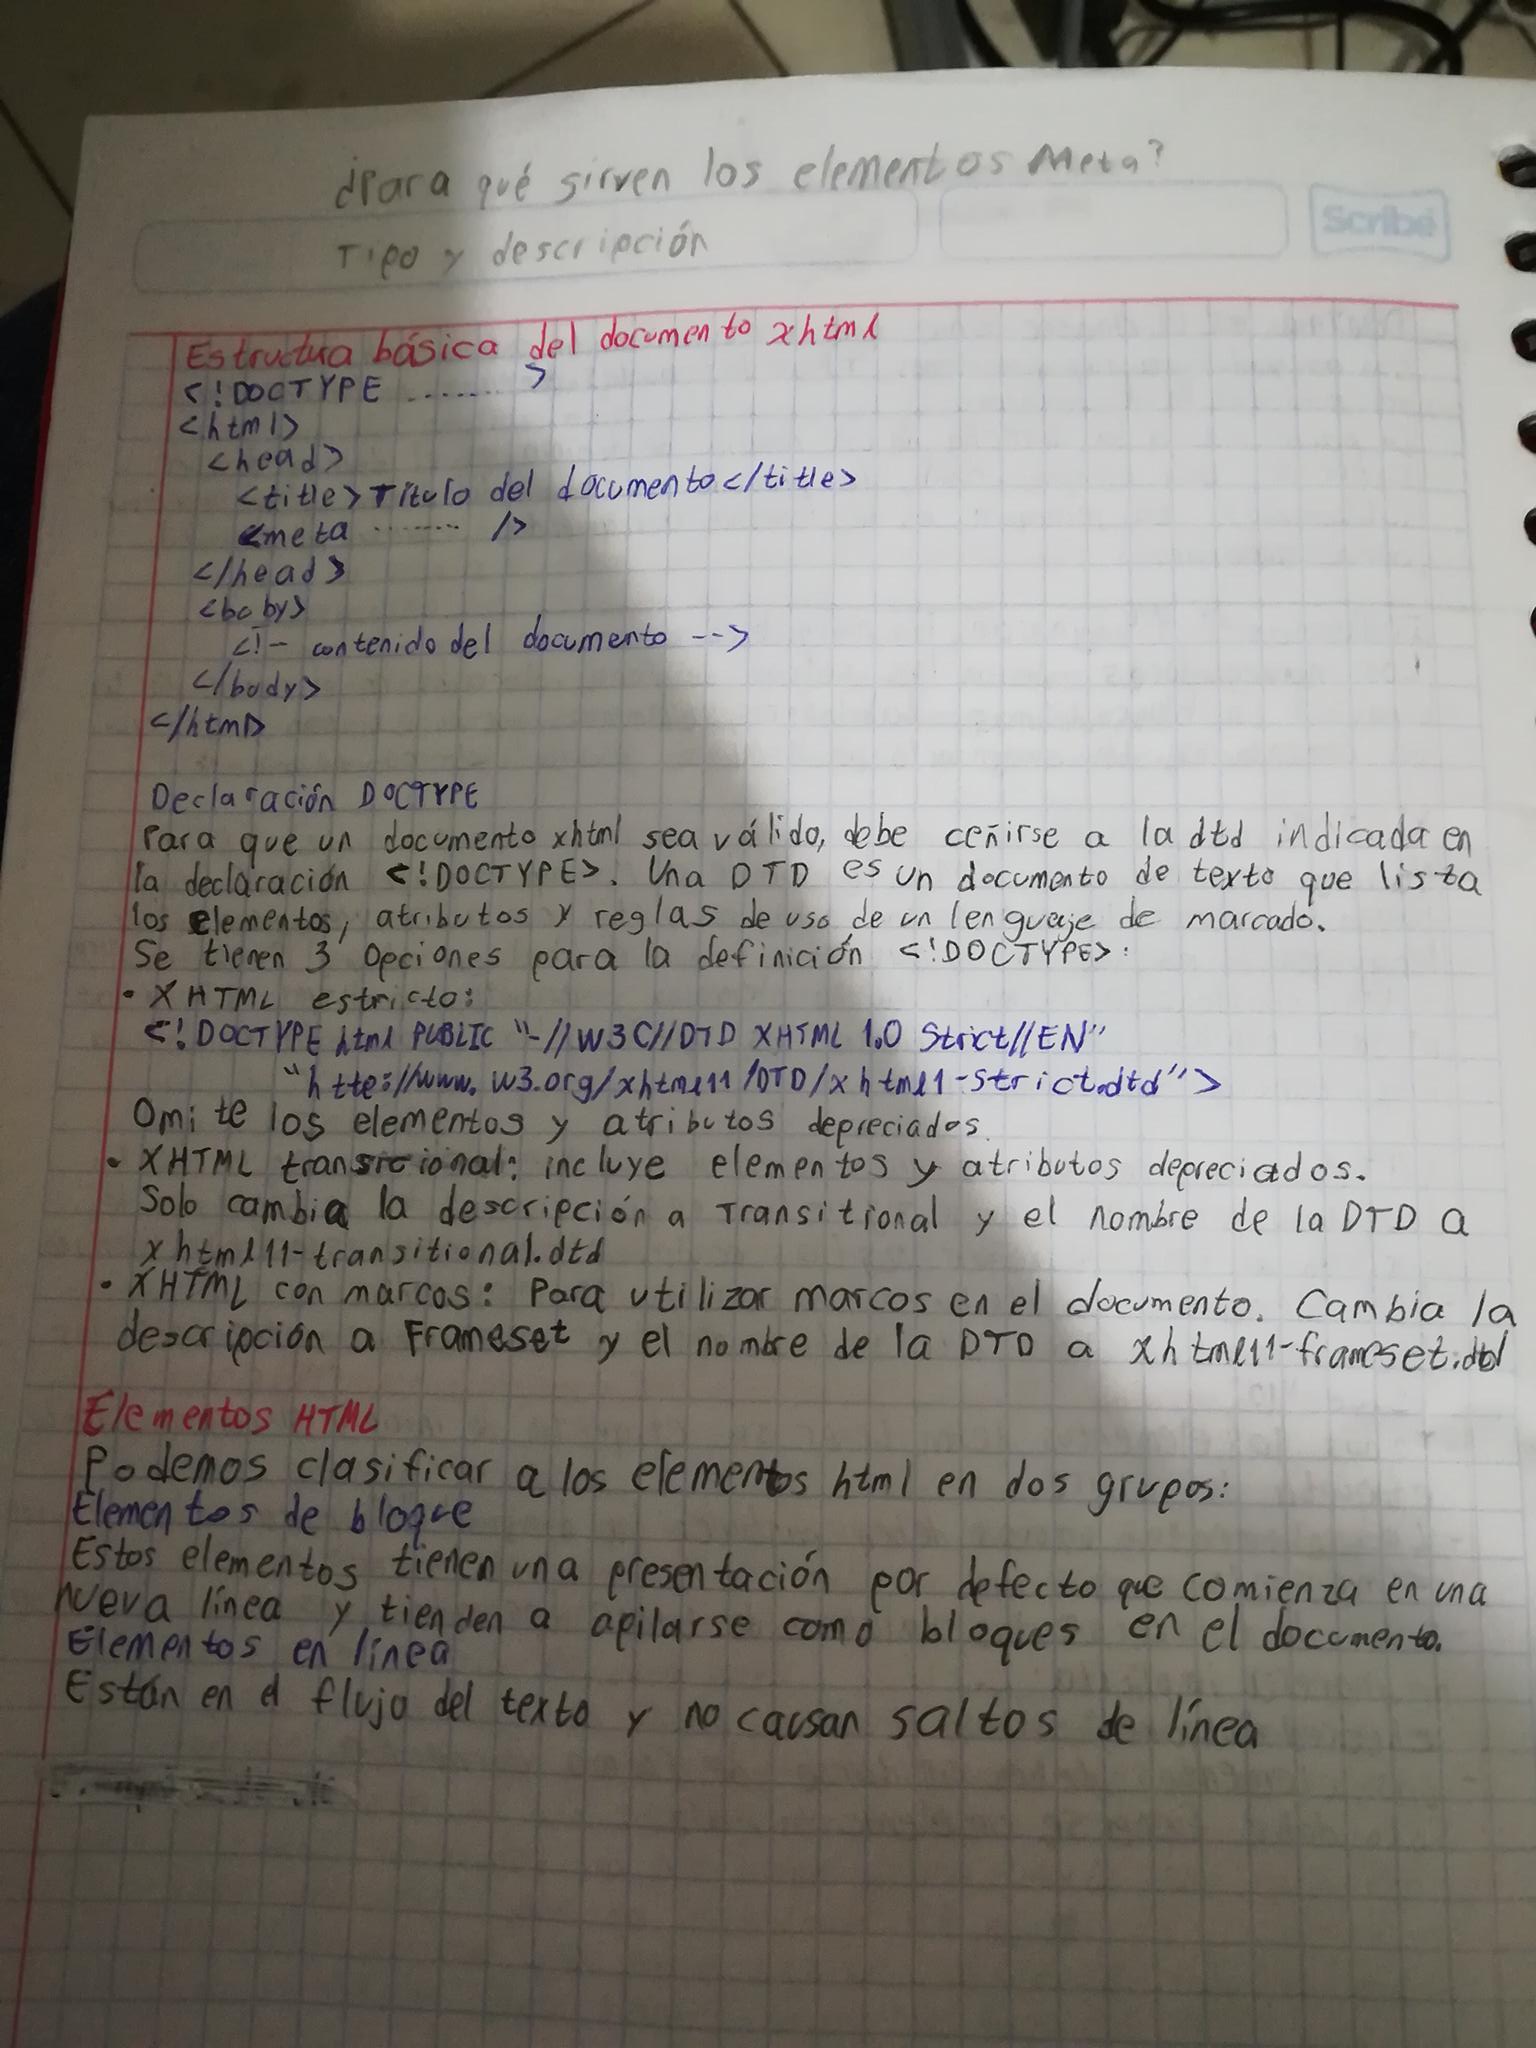 ¿Para qué sirven los elementos Meta?
Scribe
Tipo y descripción
Estructura básica del documento xhtml
<!DOCTYPE ........ >
<html>
<head>
<title>Título del documento</title>
<meta ........ />
</head>
<boby>
<!- contenido del documento -->
</body>
</html>
Declaración DOCTYPE
Para que un documento xhtml sea válido, debe ceñirse a la dtd indicada en
la declaración <!DOCTYPE>. Una DTD es un documento de texto que lista
los elementos, atributos y reglas de uso de un lenguaje de marcado.
Se tienen 3 opciones para la definición <!DOCTYPE>:
• XHTML estricto:
<!DOCTYPE html PUBLIC "-//W3C//DTD XHTML 1.0 Strict//EN"
"http://www.w3.org/xhtml11/DTD/xhtml1-strict.dtd">
Omite los elementos y atributos depreciados.
• XHTML transicional: incluye elementos y atributos depreciados.
Solo cambia la descripción a Transitional y el nombre de la DTD a
xhtml11-transitional.dtd
• XHTML con marcos: Para utilizar marcos en el documento. Cambia la
descripción a Frameset y el nombre de la DTD a xhtml11-frameset.dtd
Elementos HTML
Podemos clasificar a los elementos html en dos grupos:
Elementos de bloque
Estos elementos tienen una presentación por defecto que comienza en una
nueva línea y tienden a apilarse como bloques en el documento.
Elementos en línea
Están en el flujo del texto y no causan saltos de línea